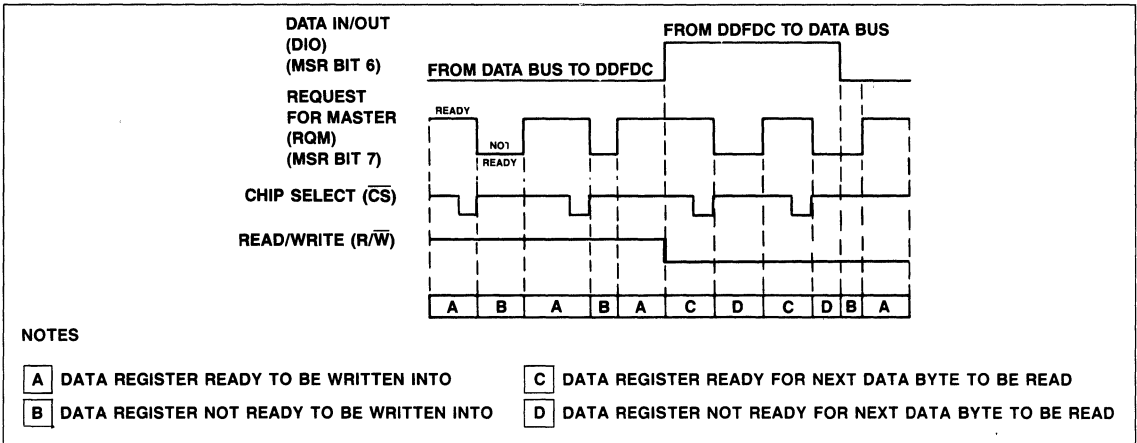 DATA IN/OUT
(DIO)
(MSR BIT 6)
FROM DATA BUS TO DDFDC
FROM DDFDC TO DATA BUS
REQUEST
FOR MASTER
(RQM)
(MSR BIT 7)
READY
NOT
READY
CHIP SELECT (C̅S̅)
READ/WRITE (R/W̅)
A B A B A C D C D B A
NOTES
A DATA REGISTER READY TO BE WRITTEN INTO
B DATA REGISTER NOT READY TO BE WRITTEN INTO
C DATA REGISTER READY FOR NEXT DATA BYTE TO BE READ
D DATA REGISTER NOT READY FOR NEXT DATA BYTE TO BE READ